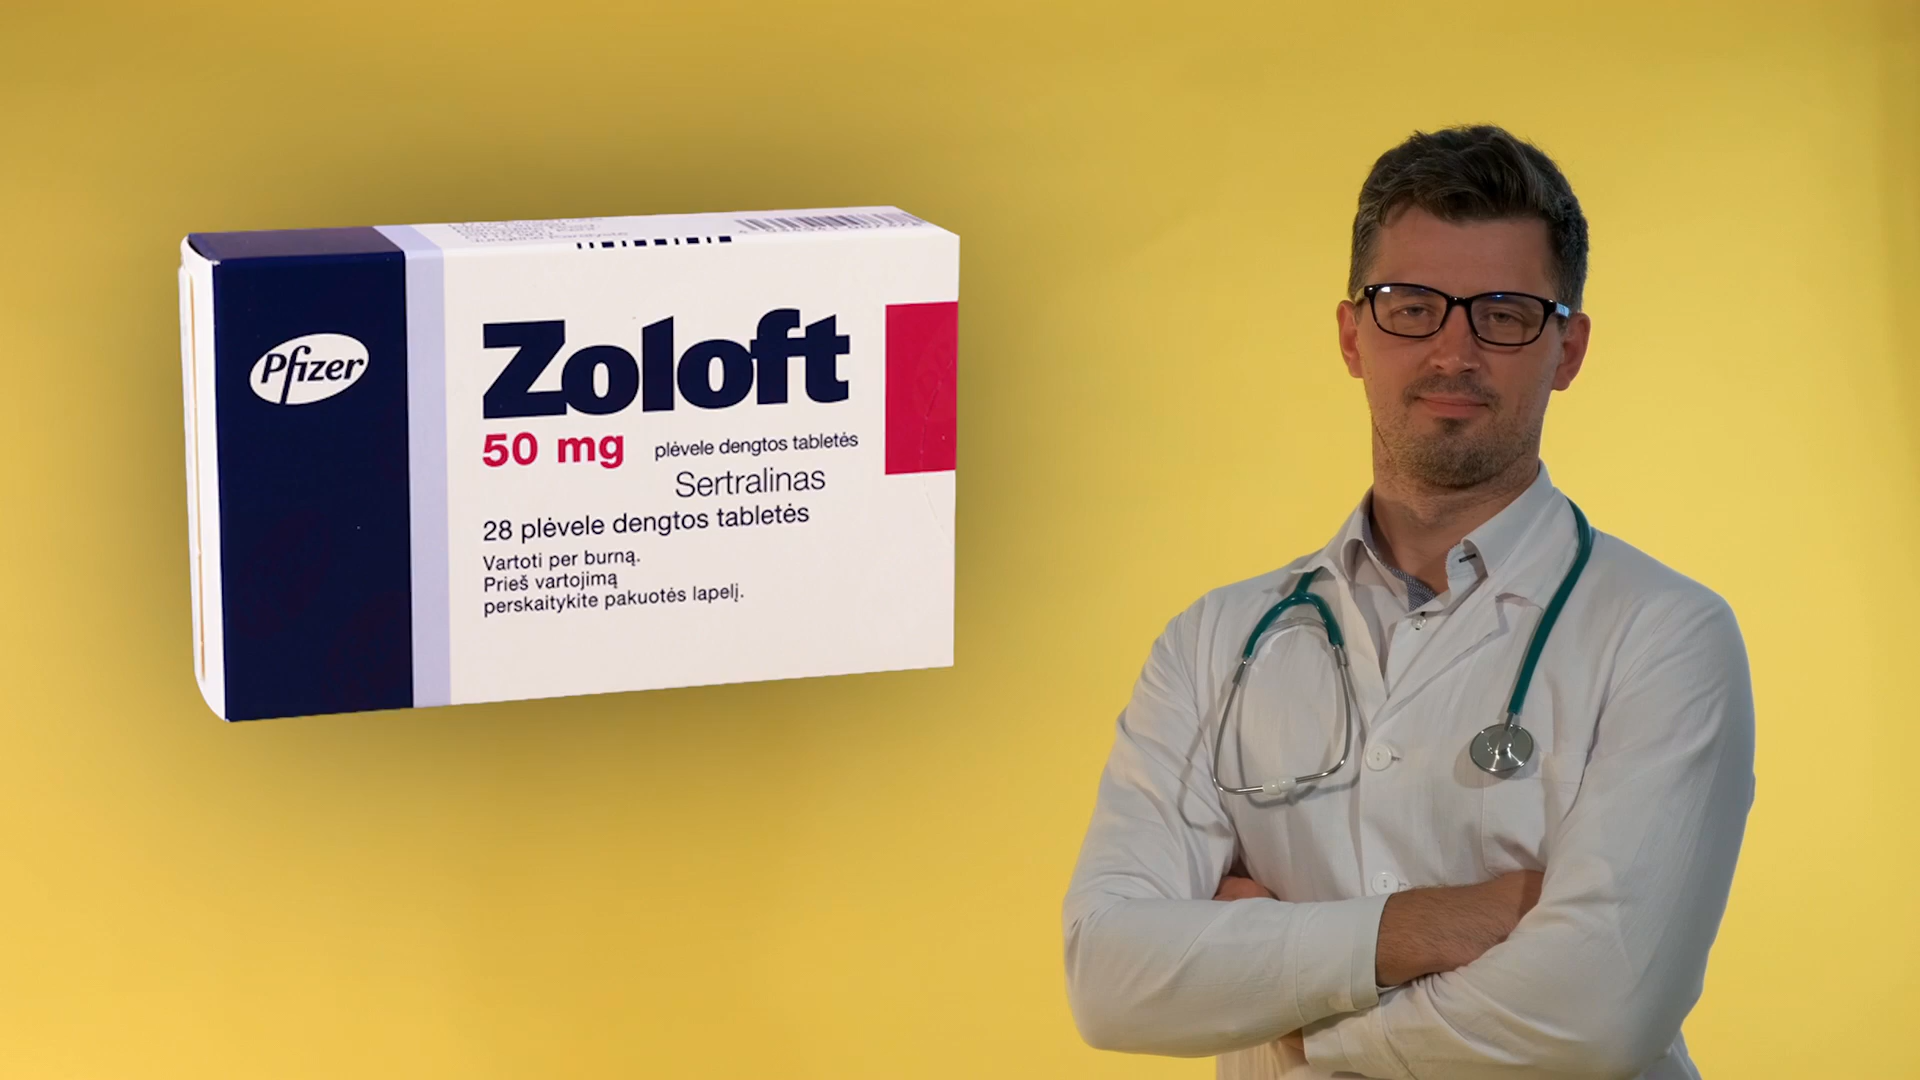 Pfizer
Zoloft
50 mg plėvele dengtos tabletės
Sertralinas
28 plėvele dengtos tabletės
Vartoti per burną.
Prieš vartojimą
perskaitykite pakuotės lapelį.